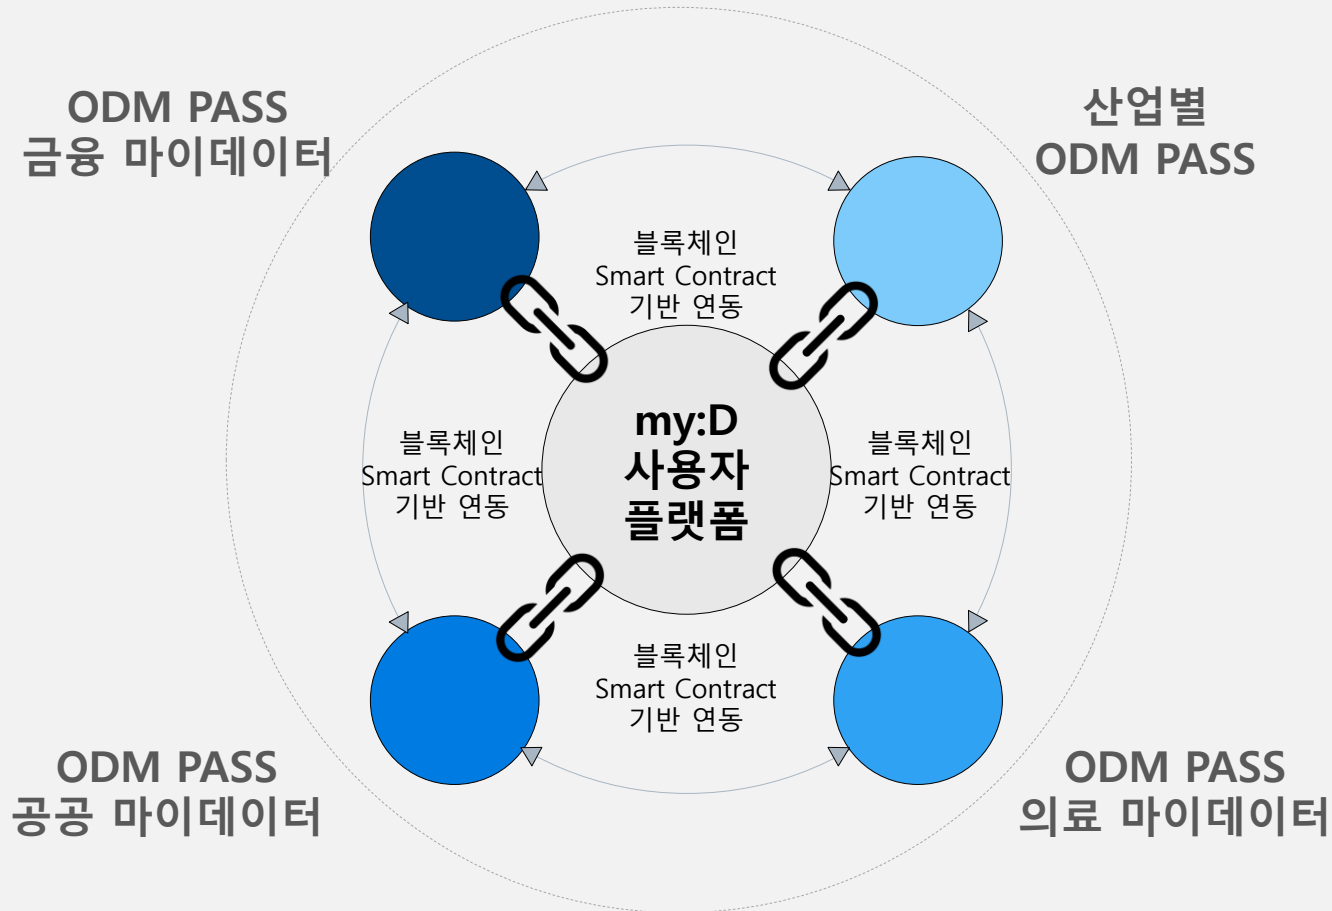 ODM PASS
금융 마이데이터
산업별
ODM PASS
블록체인
Smart Contract
기반 연동
블록체인
Smart Contract
기반 연동
my:D
사용자
플랫폼
블록체인
Smart Contract
기반 연동
블록체인
Smart Contract
기반 연동
ODM PASS
공공 마이데이터
ODM PASS
의료 마이데이터